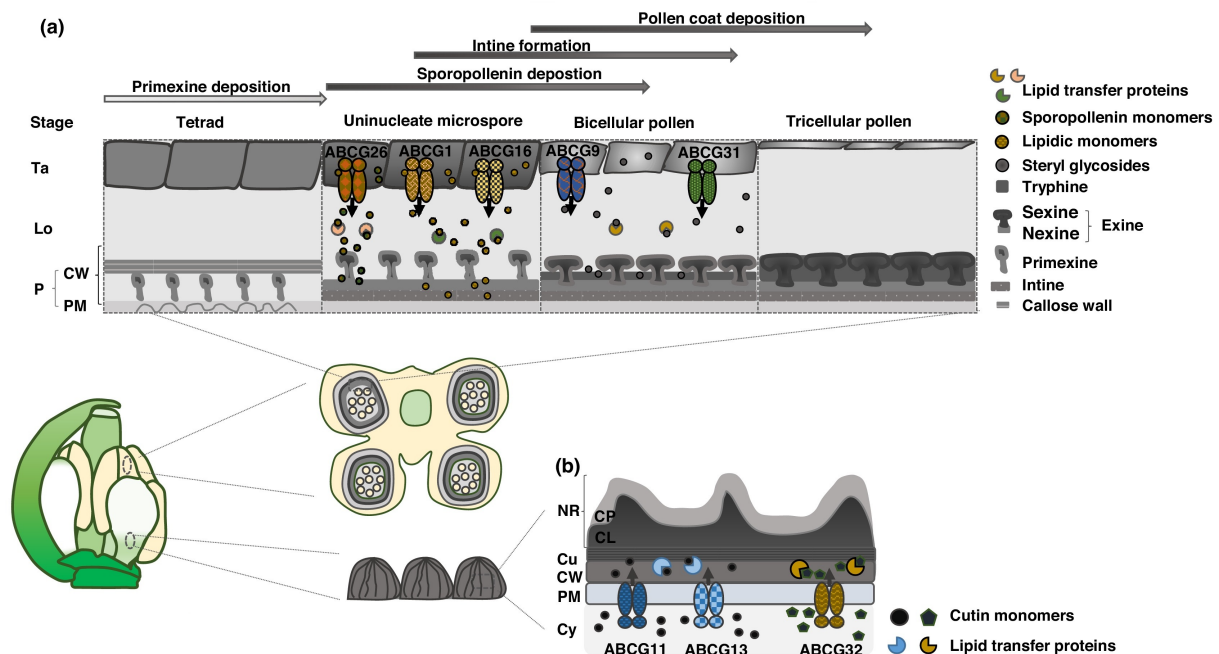 (a)
Pollen coat deposition
Intine formation
Sporopollenin depostion
Primexine deposition
Stage
Tetrad
Uninucleate microspore
Bicellular pollen
Tricellular pollen
Ta
ABCG26
ABCG1
ABCG16
ABCG9
ABCG31
Lo
P
CW
PM
Lipid transfer proteins
Sporopollenin monomers
Lipidic monomers
Steryl glycosides
Tryphine
Sexine
Nexine
Exine
Primexine
Intine
Callose wall
(b)
NR
CP
CL
Cu
CW
PM
Cy
ABCG11
ABCG13
ABCG32
Cutin monomers
Lipid transfer proteins